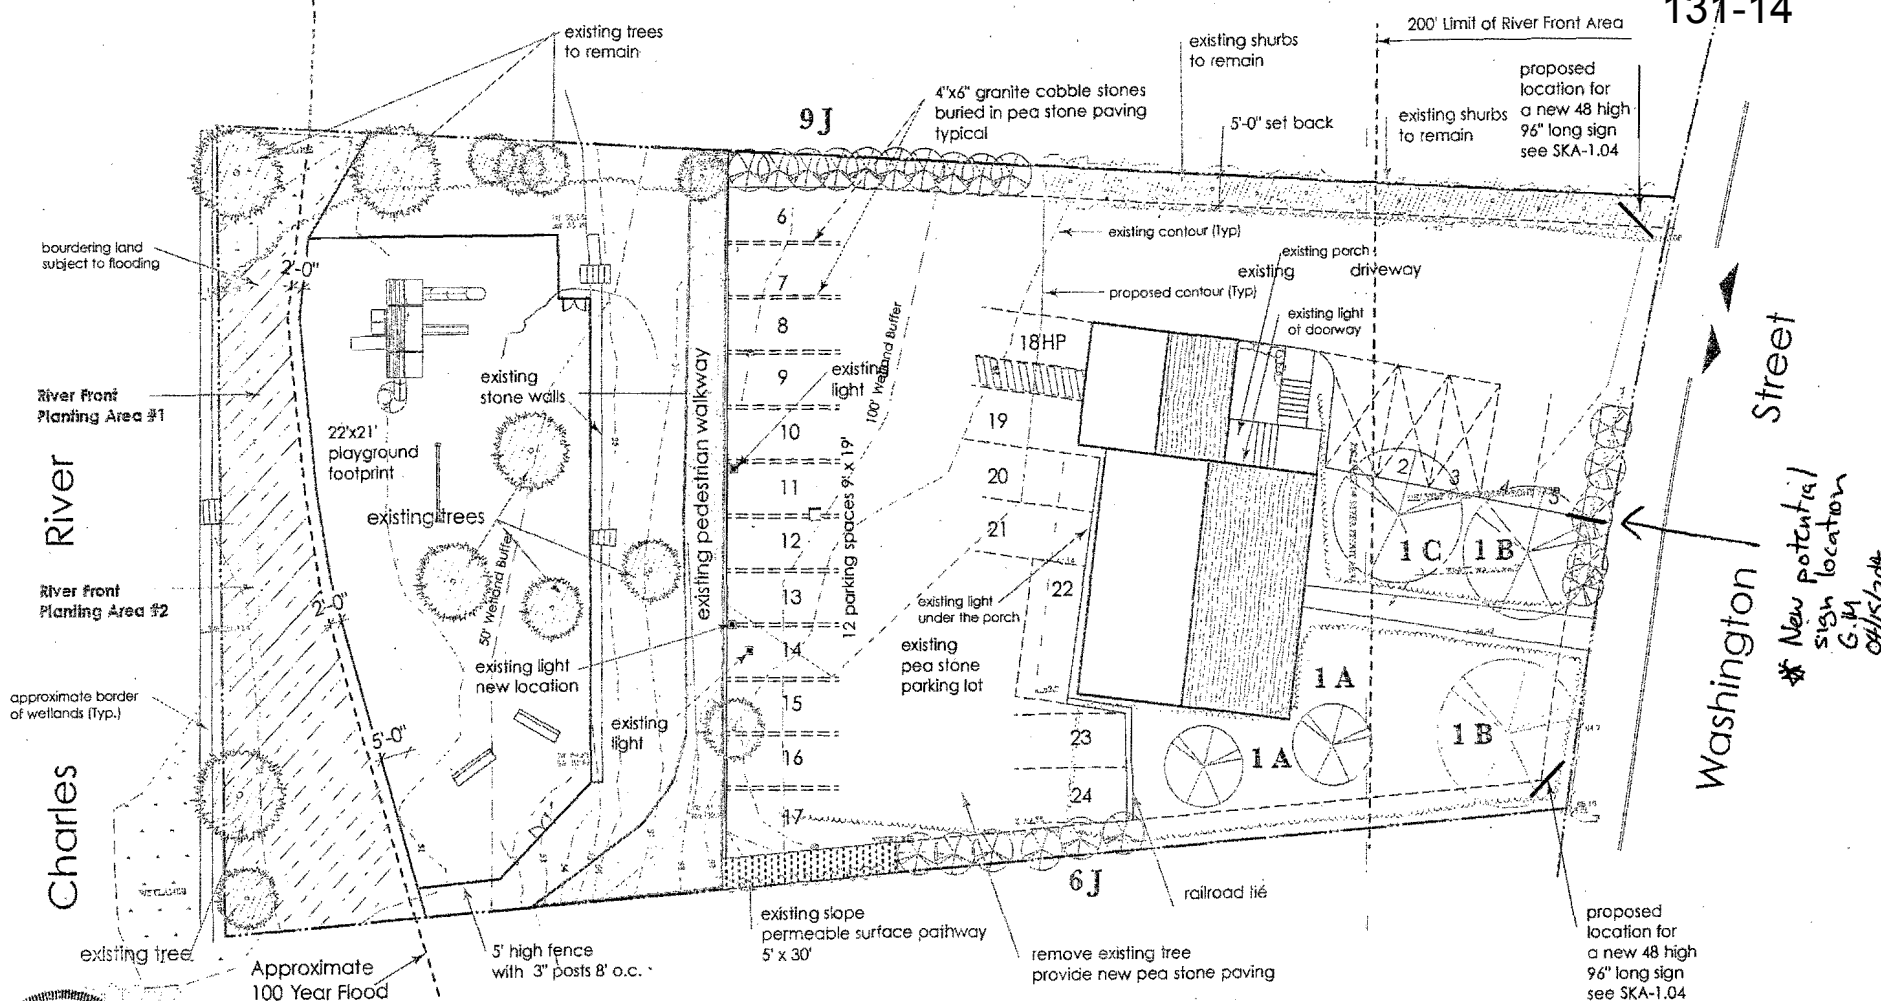 131-14
existing trees
to remain
200' Limit of River Front Area
existing shurbs
to remain
proposed
location for
a new 48 high
96" long sign
see SKA-1.04
4"x6" granite cobble stones
buried in pea stone paving
typical
9J
5'-0" set back
existing shurbs
to remain
bourdering land
subject to flooding
2'-0"
6
7
8
9
10
11
12
13
14
15
16
17
existing contour (Typ)
existing porch
existing driveway
proposed contour (Typ)
existing light
of doorway
18HP
19
20
21
22
23
24
100' Wetland Buffer
existing
light
12 parking spaces 9' x 19'
existing pedestrian walkway
existing
stone walls
River Front
Planting Area #1
22'x21'
playground
footprint
existing trees
50' Wetland Buffer
River Front
Planting Area #2
2'-0"
River
Charles
existing light
new location
existing
light
existing light
under the porch
existing
pea stone
parking lot
2
3
4
5
1C
1B
1A
1A
1B
Street
Washington
* New potential
sign location
G.M
approximate border
of wetlands (Typ.)
5'-0"
existing tree
Approximate
100 Year Flood
5' high fence
with 3" posts 8' o.c.
existing slope
permeable surface pathway
5' x 30'
6J
railroad tie
remove existing tree
provide new pea stone paving
proposed
location for
a new 48 high
96" long sign
see SKA-1.04